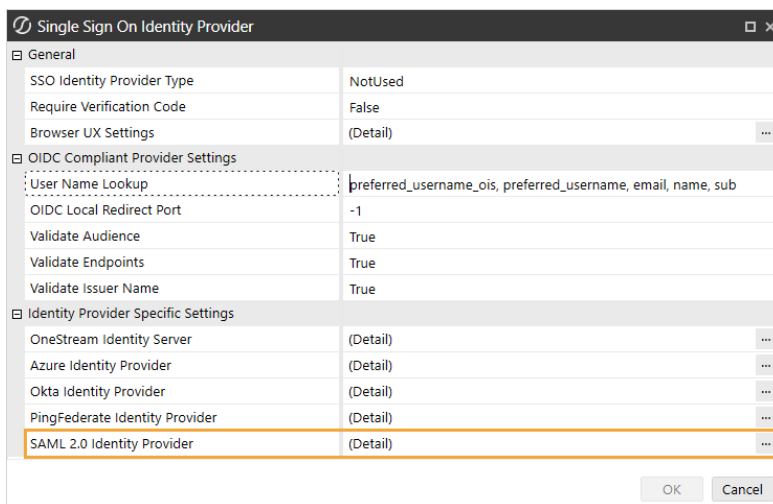 Single Sign On Identity Provider
General
SSO Identity Provider Type NotUsed
Require Verification Code False
Browser UX Settings (Detail) ...
OIDC Compliant Provider Settings
User Name Lookup preferred_username_ois, preferred_username, email, name, sub
OIDC Local Redirect Port -1
Validate Audience True
Validate Endpoints True
Validate Issuer Name True
Identity Provider Specific Settings
OneStream Identity Server (Detail) ...
Azure Identity Provider (Detail) ...
Okta Identity Provider (Detail) ...
PingFederate Identity Provider (Detail) ...
SAML 2.0 Identity Provider (Detail) ...
OK Cancel